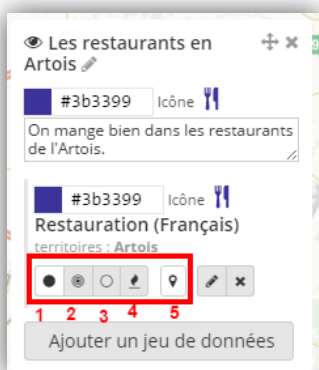 Les restaurants en
Artois
#3b3399 Icône
On mange bien dans les restaurants
de l'Artois.
#3b3399 Icône
Restauration (Français)
territoires : Artois
1 2 3 4 5
Ajouter un jeu de données